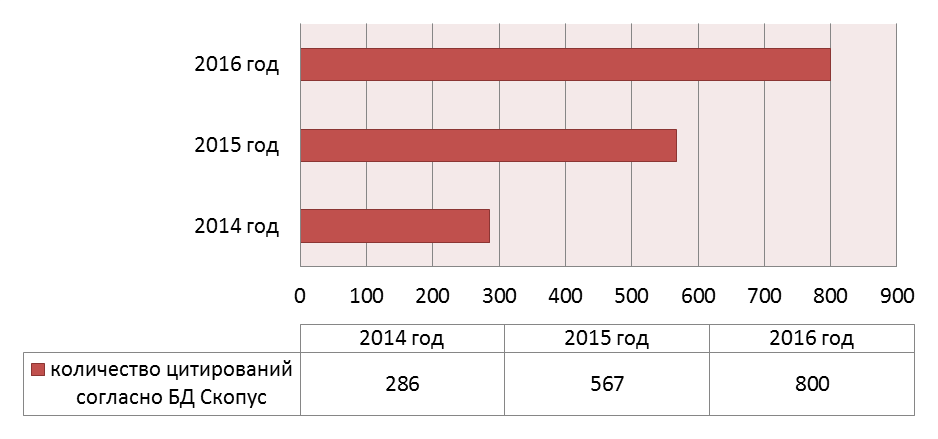 2016 год
2015 год
2014 год
0 100 200 300 400 500 600 700 800 900
2014 год 2015 год 2016 год
количество цитирований
согласно БД Скопус
286 567 800